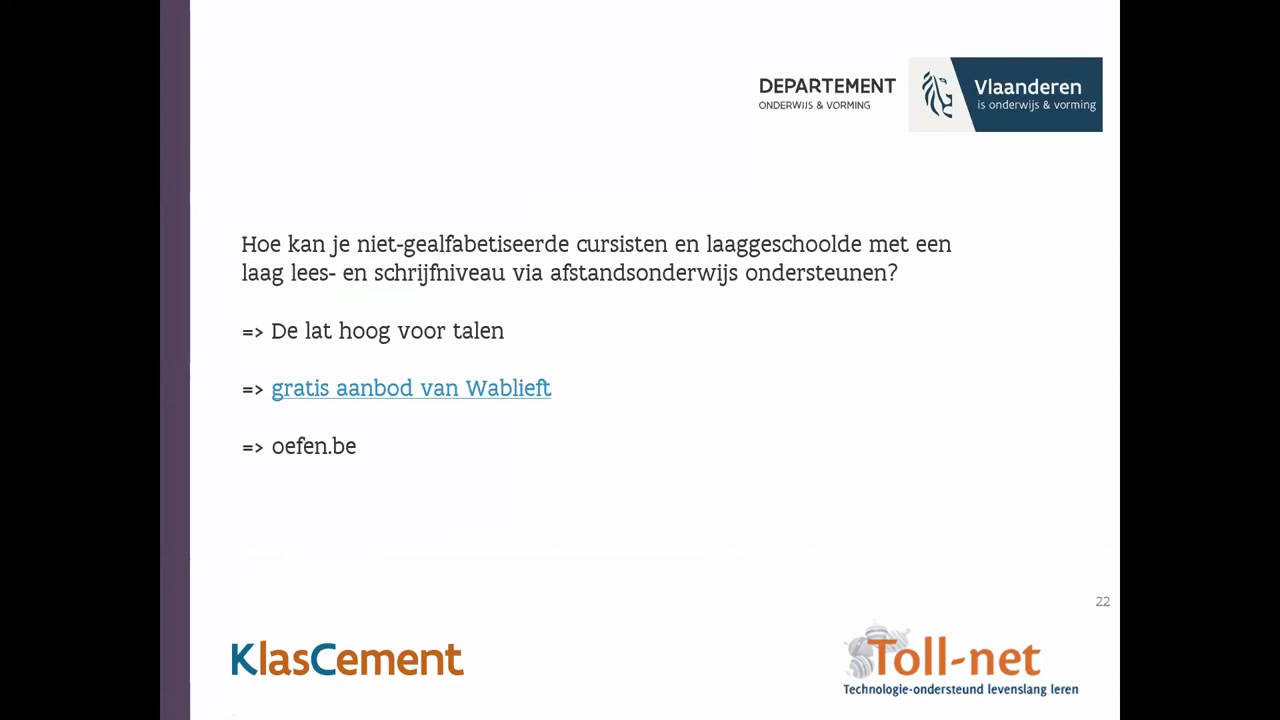 DEPARTEMENT
ONDERWIJS & VORMING
Vlaanderen
is onderwijs & vorming
Hoe kan je niet-gealfabetiseerde cursisten en laaggeschoolde met een
laag lees- en schrijfniveau via afstandsonderwijs ondersteunen?
=> De lat hoog voor talen
=> gratis aanbod van Wablieft
=> oefen.be
22
KlasCement
Toll-net
Technologie-ondersteund levenslang leren